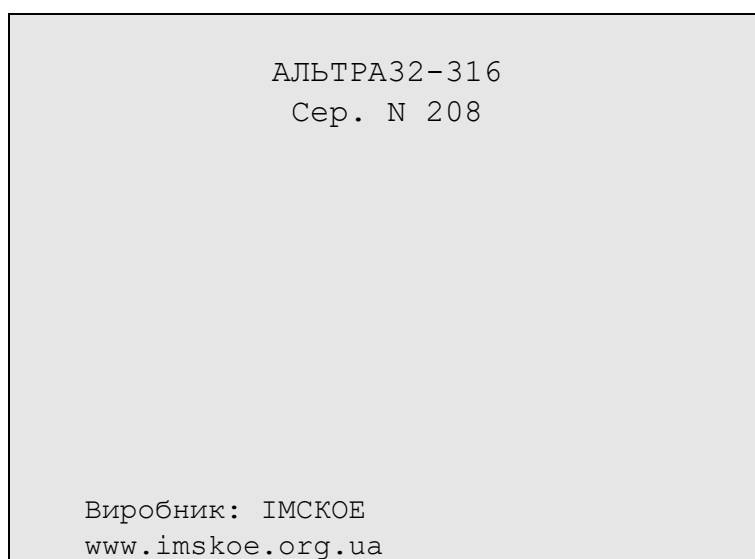 АЛЬТРА32-316
Сер. N 208
Виробник: ІМСКОЕ
www.imskoe.org.ua